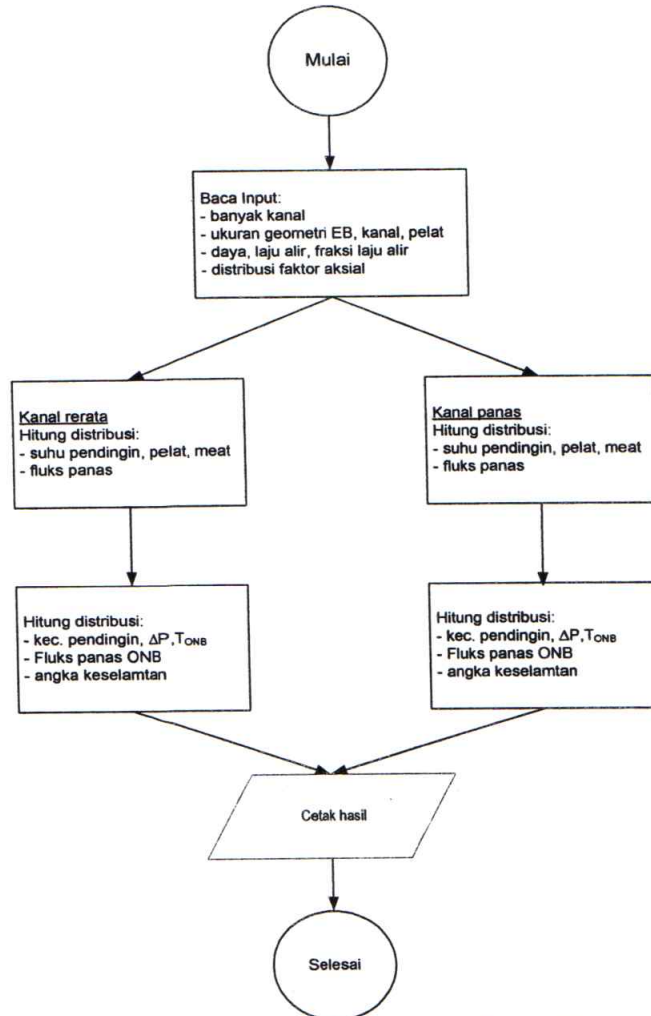 Mulai
Baca Input:
- banyak kanal
- ukuran geometri EB, kanal, pelat
- daya, laju alir, fraksi laju alir
- distribusi faktor aksial
Kanal rerata
Hitung distribusi:
- suhu pendingin, pelat, meat
- fluks panas
Kanal panas
Hitung distribusi:
- suhu pendingin, pelat, meat
- fluks panas
Hitung distribusi:
- kec. pendingin, ΔP,TONB
- Fluks panas ONB
- angka keselamtan
Hitung distribusi:
- kec. pendingin, ΔP,TONB
- Fluks panas ONB
- angka keselamtan
Cetak hasil
Selesai